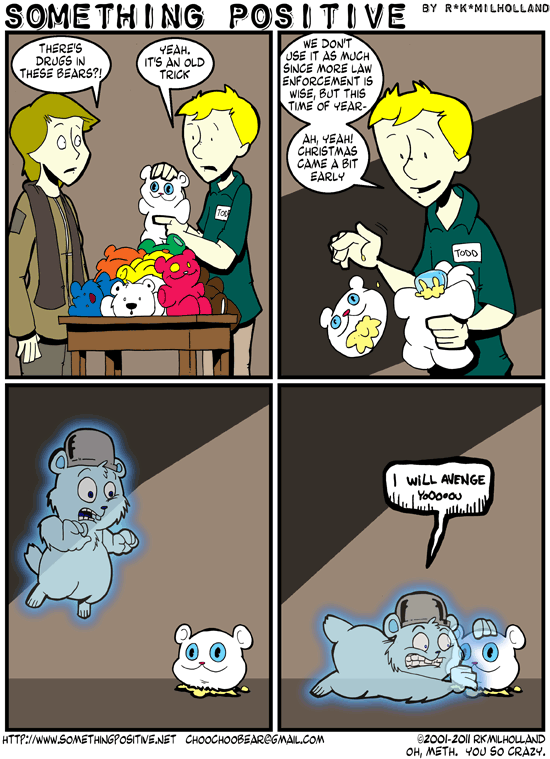 SOMETHING POSITIVE BY R*K*MILHOLLAND
THERE'S
DRUGS IN
THESE BEARS?!
YEAH.
IT'S AN OLD
TRICK
TOD
WE DON'T
USE IT AS MUCH
SINCE MORE LAW
ENFORCEMENT IS
WISE, BUT THIS
TIME OF YEAR-
AH, YEAH!
CHRISTMAS
CAME A BIT
EARLY
TODD
I WILL AVENGE
YOOOOOU
HTTP://WWW.SOMETHINGPOSITIVE.NET CHOOCHOOBEAR@GMAIL.COM
©2001-2011 RKMILHOLLAND
OH, METH. YOU SO CRAZY.